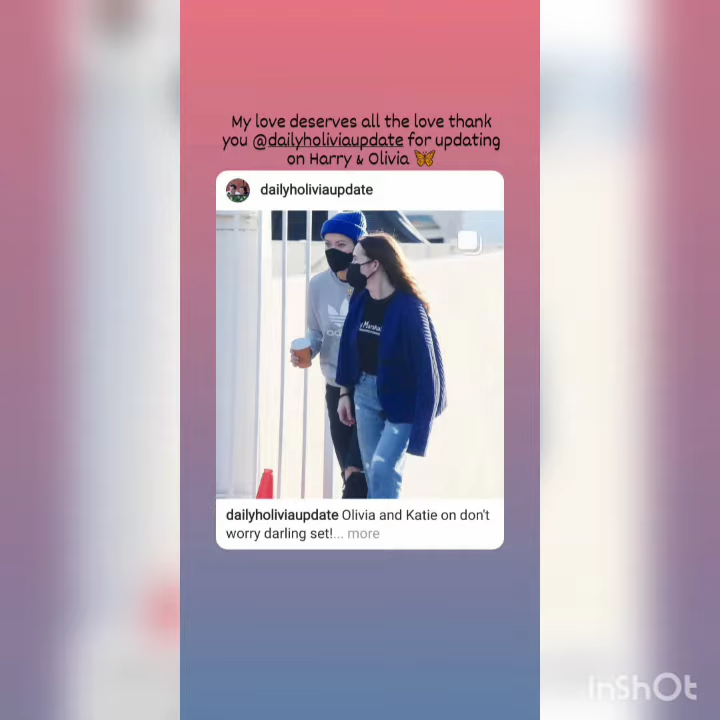 My love deserves all the love thank
you @dailyholiviaupdate for updating
on Harry & Olivia 🦋
dailyholiviaupdate
dailyholiviaupdate Olivia and Katie on don't
worry darling set!... more
InShOt